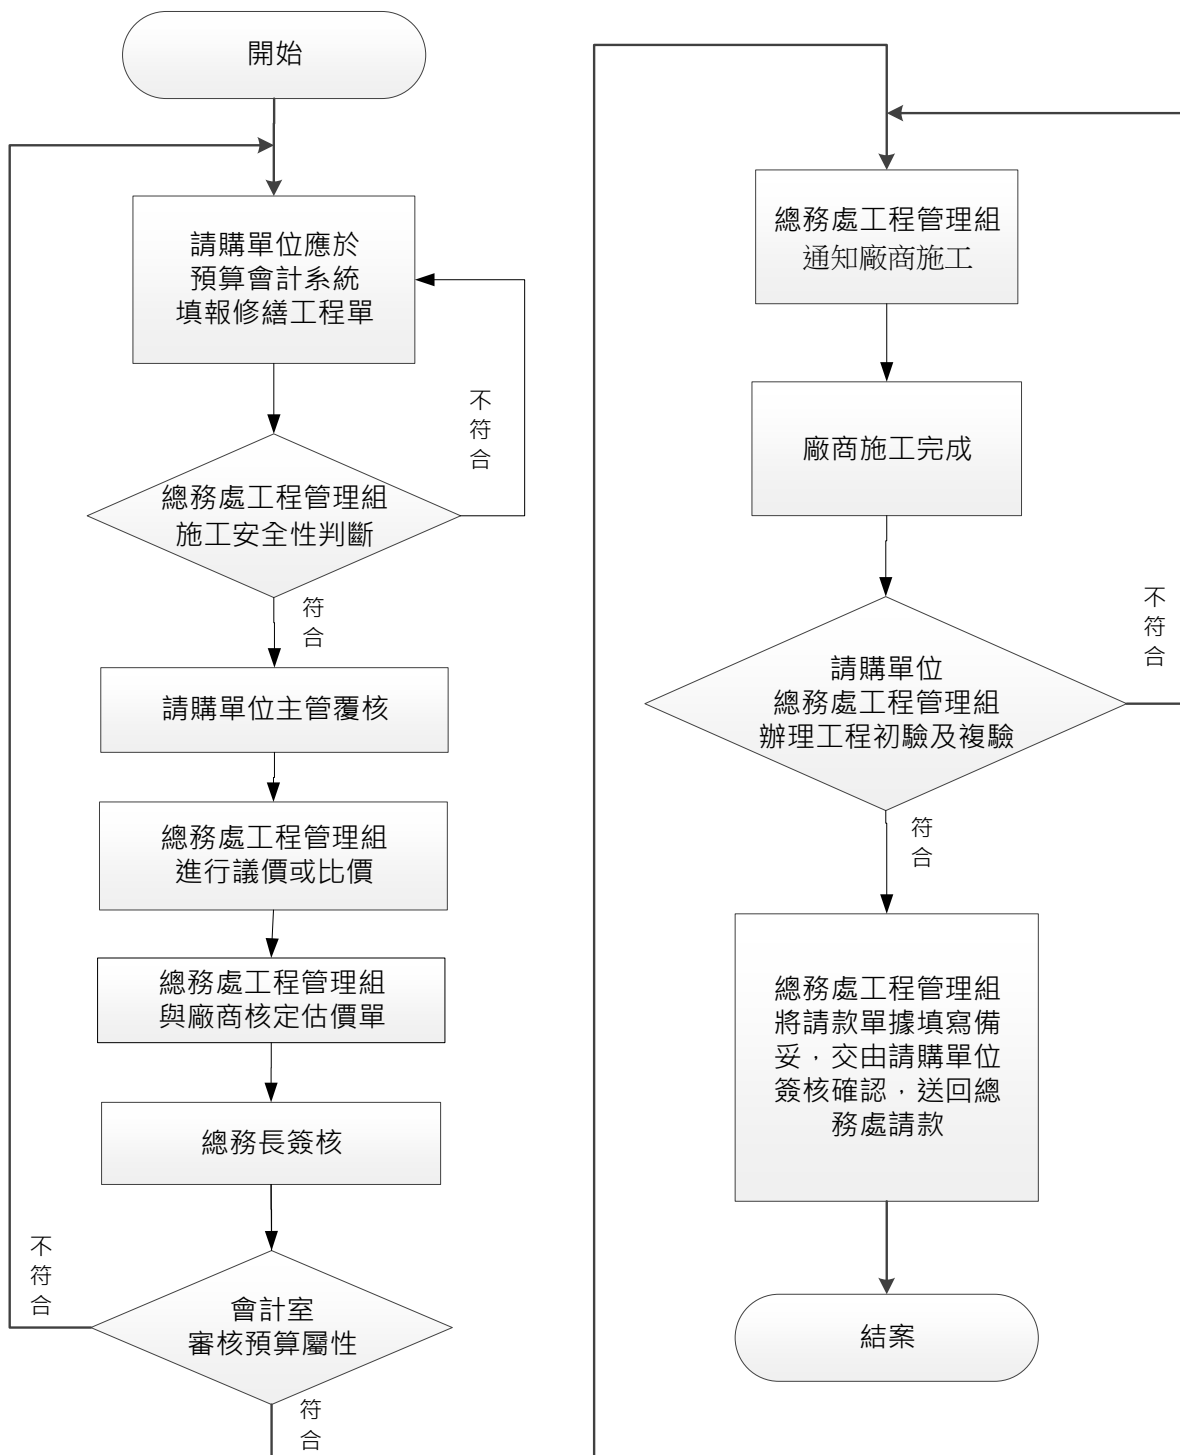 開始
請購單位應於
預算會計系統
填報修繕工程單
不
符
合
總務處工程管理組
施工安全性判斷
符
合
請購單位主管覆核
總務處工程管理組
進行議價或比價
總務處工程管理組
與廠商核定估價單
總務長簽核
不
符
合
會計室
審核預算屬性
符
合
總務處工程管理組
通知廠商施工
廠商施工完成
不
符
合
請購單位
總務處工程管理組
辦理工程初驗及複驗
符
合
總務處工程管理組
將請款單據填寫備
妥，交由請購單位
簽核確認，送回總
務處請款
結案